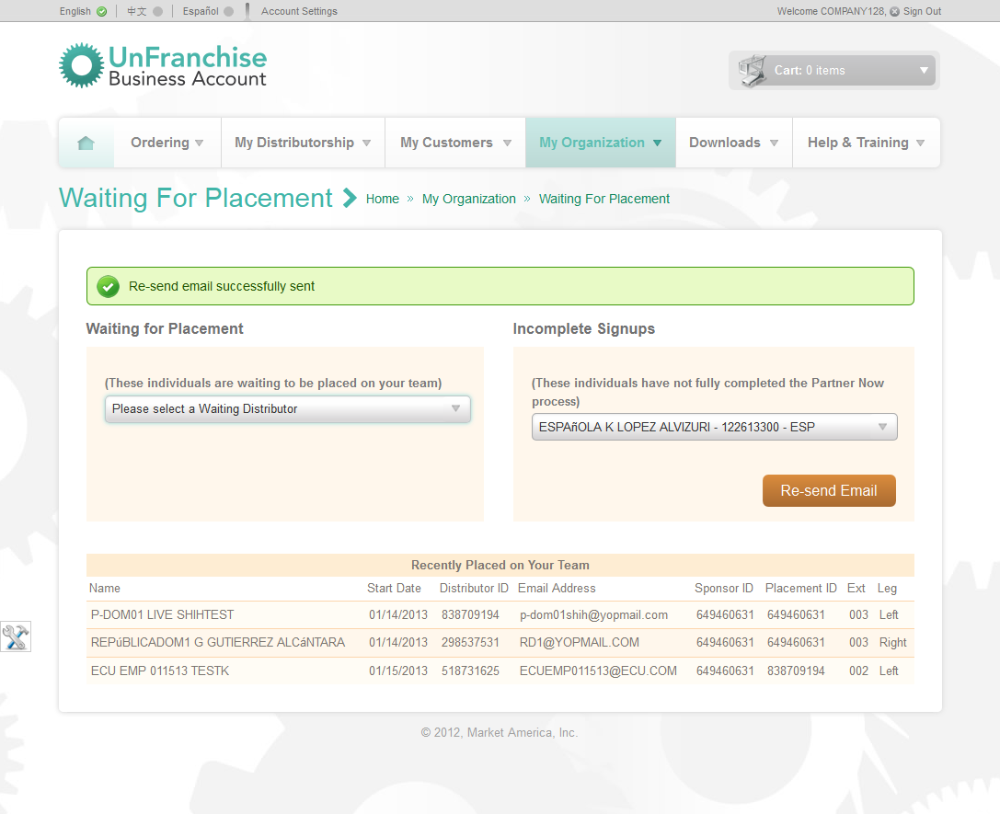 English 中文 Español Account Settings Welcome COMPANY128, Sign Out
UnFranchise
Business Account
Cart: 0 items
Ordering My Distributorship My Customers My Organization Downloads Help & Training
Waiting For Placement Home » My Organization » Waiting For Placement
Re-send email successfully sent
Waiting for Placement
(These individuals are waiting to be placed on your team)
Please select a Waiting Distributor
Incomplete Signups
(These individuals have not fully completed the Partner Now
process)
ESPAñOLA K LOPEZ ALVIZURI - 122613300 - ESP
Re-send Email
Recently Placed on Your Team
Name Start Date Distributor ID Email Address Sponsor ID Placement ID Ext Leg
P-DOM01 LIVE SHIHTEST 01/14/2013 838709194 p-dom01shih@yopmail.com 649460631 649460631 003 Left
REPúBLICADOM1 G GUTIERREZ ALCáNTARA 01/14/2013 298537531 RD1@YOPMAIL.COM 649460631 649460631 003 Right
ECU EMP 011513 TESTK 01/15/2013 518731625 ECUEMP011513@ECU.COM 649460631 838709194 002 Left
© 2012, Market America, Inc.